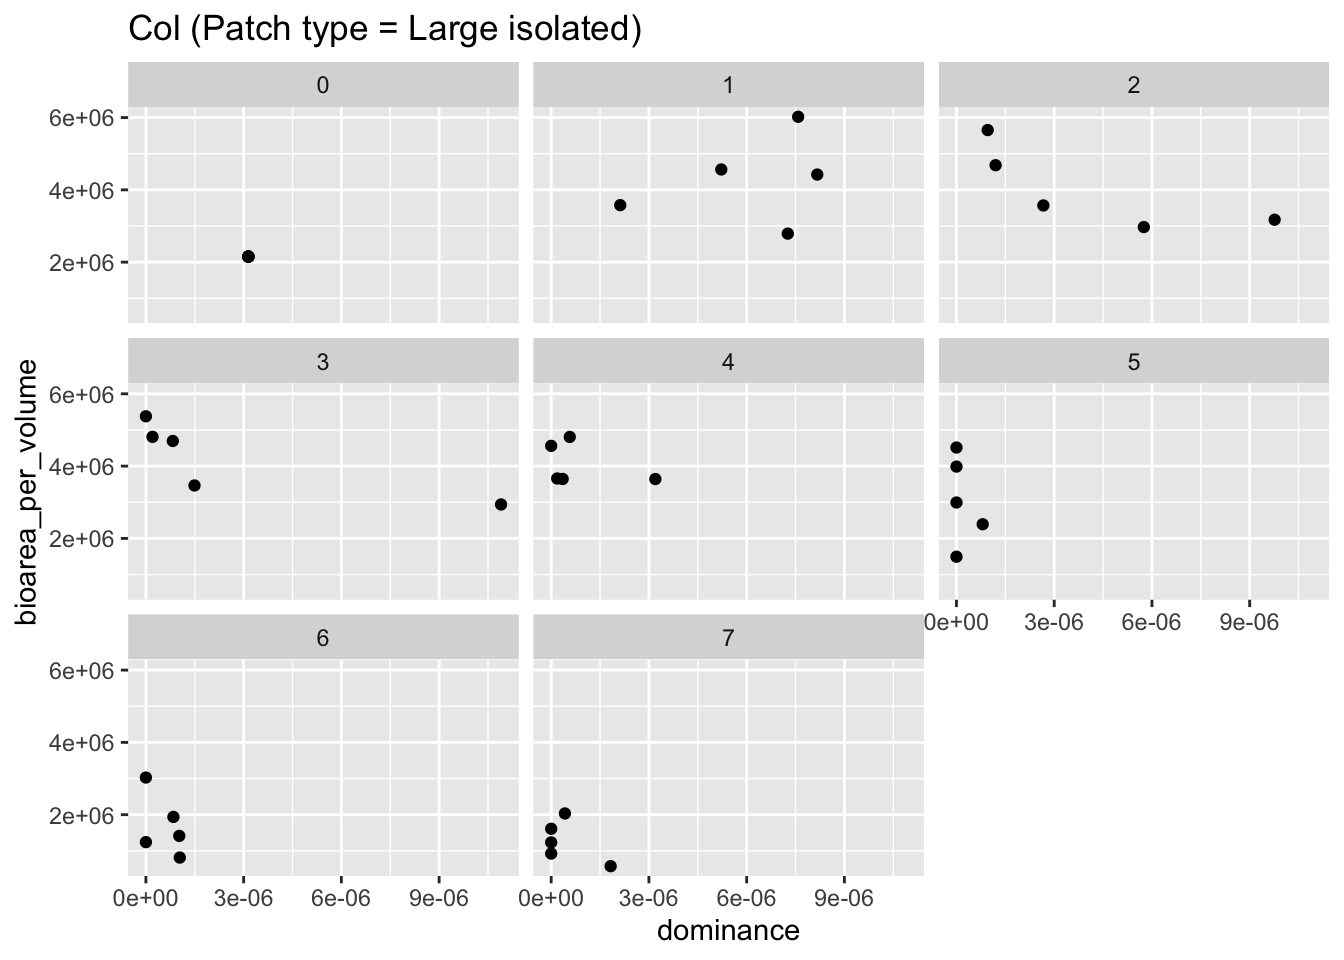 Col (Patch type = Large isolated)
0 1 2
6e+06
4e+06
2e+06
3 4 5
6e+06
4e+06
2e+06
0e+00 3e-06 6e-06 9e-06
6 7
6e+06
4e+06
2e+06
0e+00 3e-06 6e-06 9e-06 0e+00 3e-06 6e-06 9e-06
dominance
bioarea_per_volume